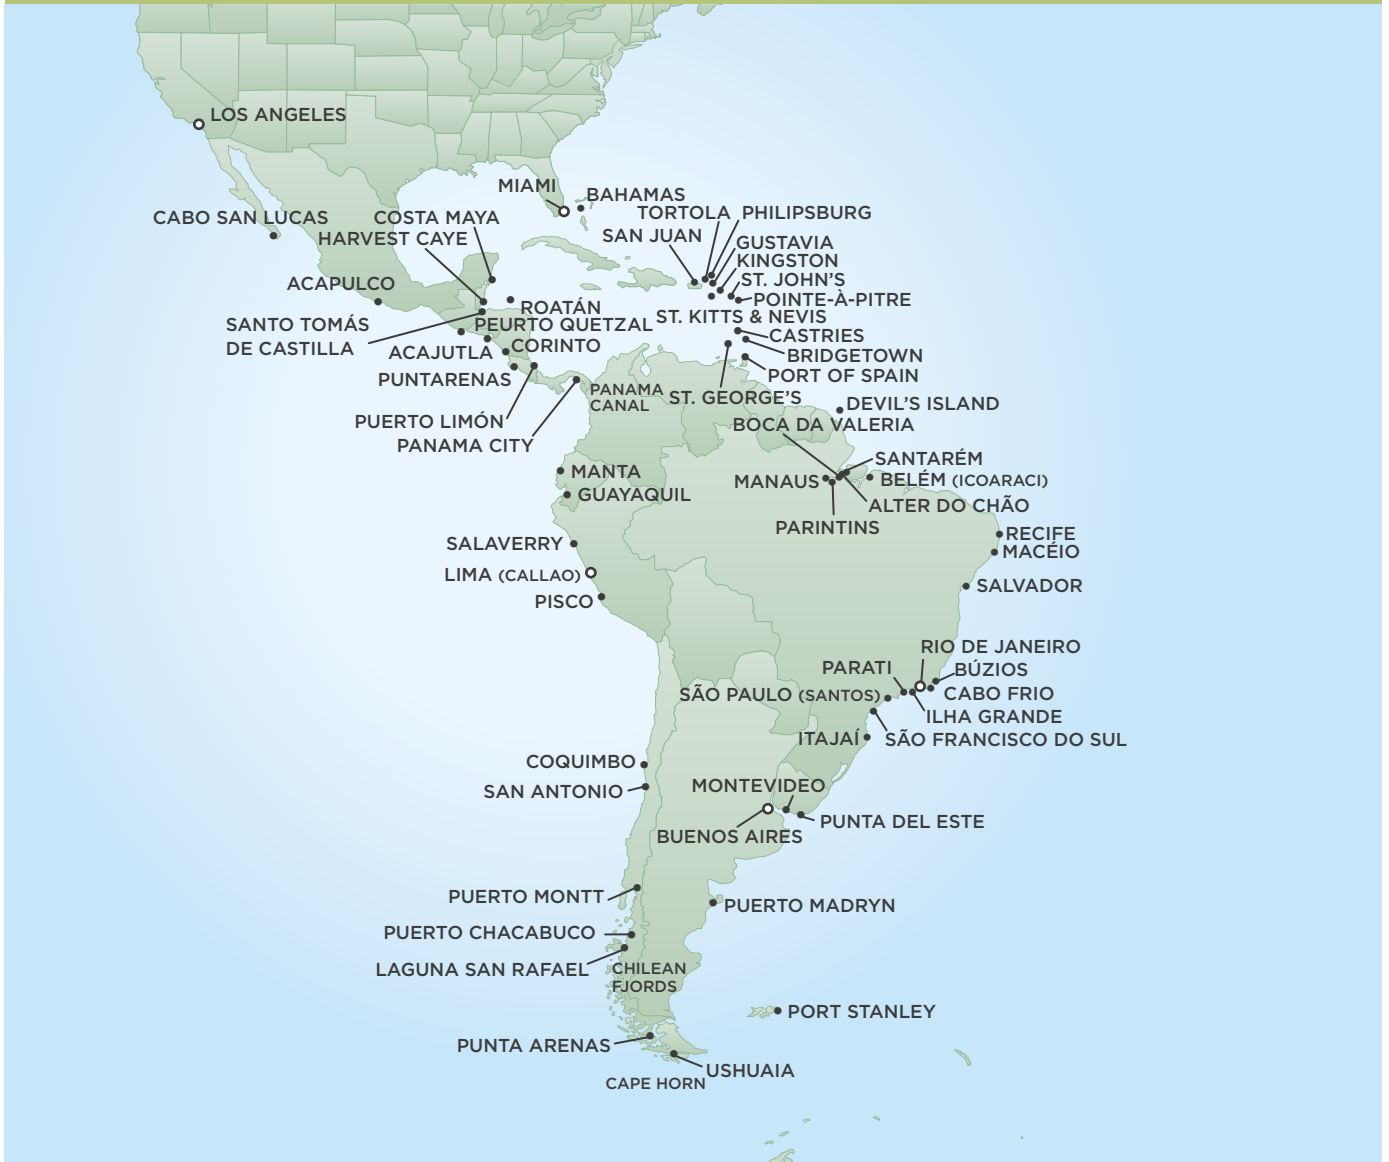 LOS ANGELES
MIAMI
BAHAMAS
CABO SAN LUCAS
COSTA MAYA
TORTOLA
PHILIPSBURG
HARVEST CAYE
SAN JUAN
GUSTAVIA
KINGSTON
ACAPULCO
ST. JOHN'S
POINTE-À-PITRE
ROATÁN
ST. KITTS & NEVIS
SANTO TOMÁS
DE CASTILLA
PEURTO QUETZAL
CASTRIES
ACAJUTLA
CORINTO
BRIDGETOWN
PUNTARENAS
PORT OF SPAIN
PANAMA
CANAL
ST. GEORGE'S
DEVIL'S ISLAND
PUERTO LIMÓN
BOCA DA VALERIA
PANAMA CITY
SANTARÉM
MANTA
MANAUS
BELÉM (ICOARACI)
GUAYAQUIL
ALTER DO CHÃO
PARINTINS
RECIFE
SALAVERRY
MACÉIO
LIMA (CALLAO)
SALVADOR
PISCO
RIO DE JANEIRO
PARATI
BÚZIOS
SÃO PAULO (SANTOS)
CABO FRIO
ILHA GRANDE
ITAJAÍ
SÃO FRANCISCO DO SUL
COQUIMBO
SAN ANTONIO
MONTEVIDEO
PUNTA DEL ESTE
BUENOS AIRES
PUERTO MONTT
PUERTO MADRYN
PUERTO CHACABUCO
LAGUNA SAN RAFAEL
CHILEAN
FJORDS
PORT STANLEY
PUNTA ARENAS
USHUAIA
CAPE HORN